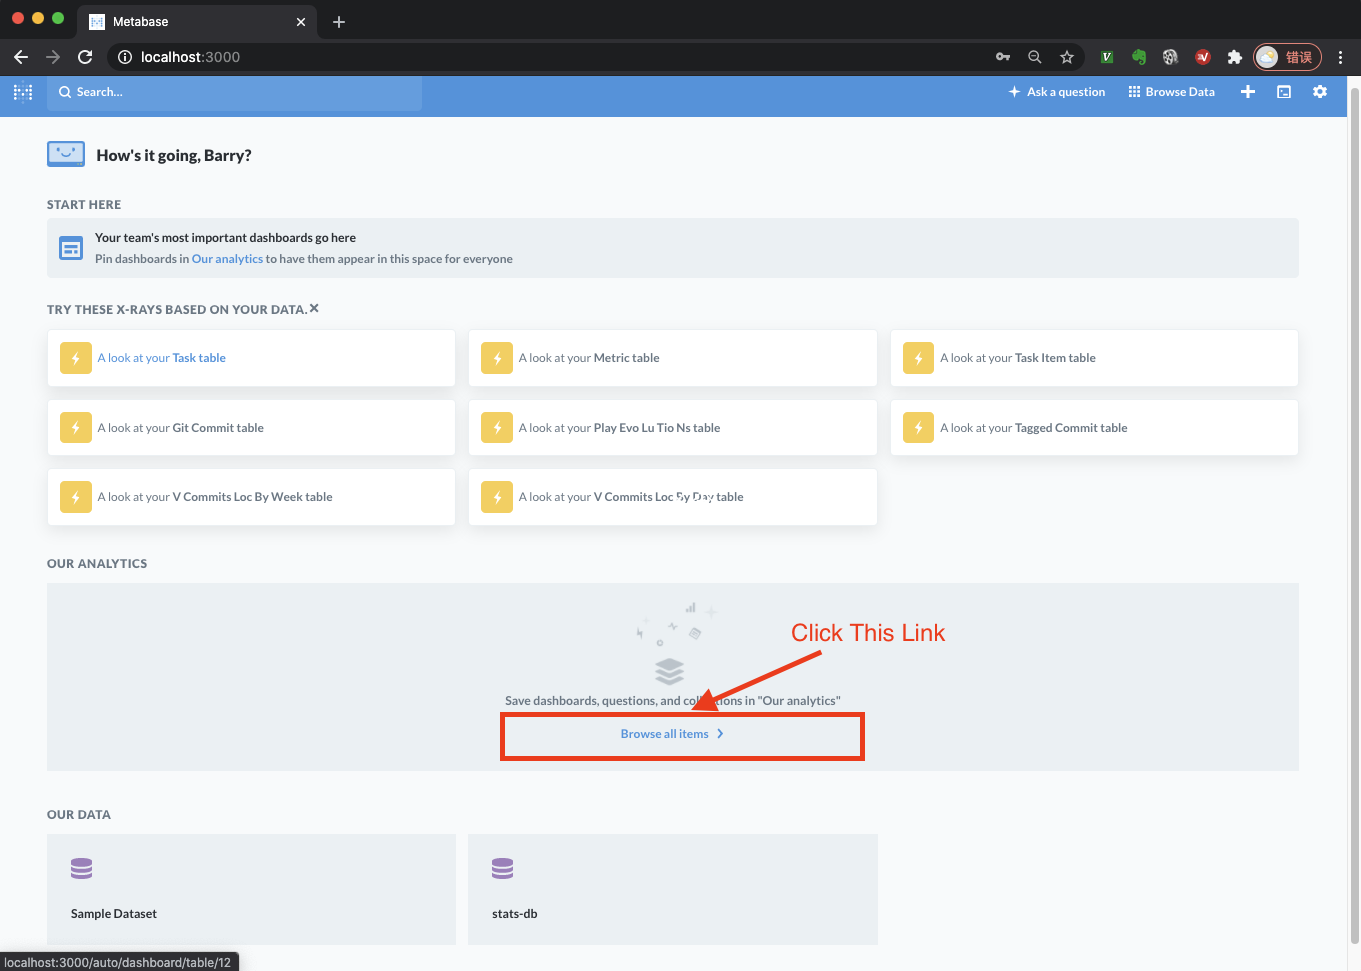 Metabase
localhost:3000
错误
Search...
Ask a question
Browse Data
How's it going, Barry?
START HERE
Your team's most important dashboards go here
Pin dashboards in Our analytics to have them appear in this space for everyone
TRY THESE X-RAYS BASED ON YOUR DATA.
A look at your Task table
A look at your Metric table
A look at your Task Item table
A look at your Git Commit table
A look at your Play Evo Lu Tio Ns table
A look at your Tagged Commit table
A look at your V Commits Loc By Week table
A look at your V Commits Loc By Day table
OUR ANALYTICS
Click This Link
Save dashboards, questions, and collections in "Our analytics"
Browse all items
OUR DATA
Sample Dataset
stats-db
localhost:3000/auto/dashboard/table/12